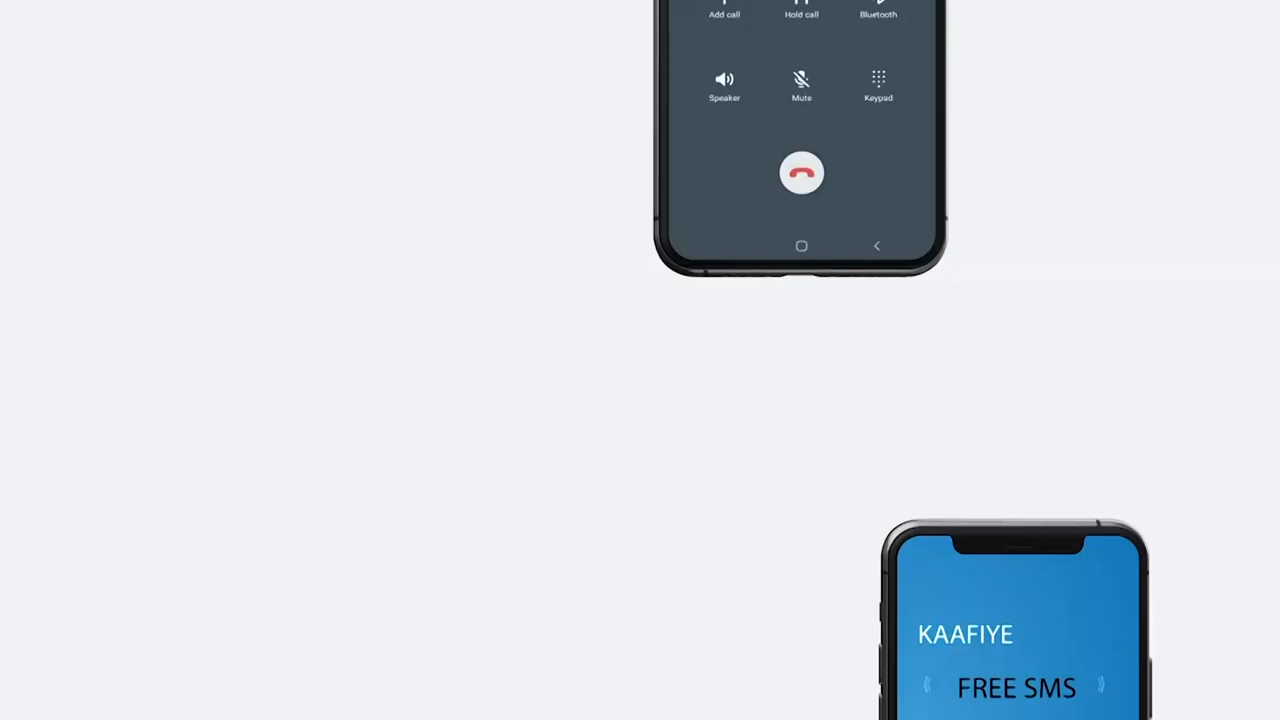 Add call Hold call Bluetooth
Speaker Mute Keypad
KAAFIYE
FREE SMS